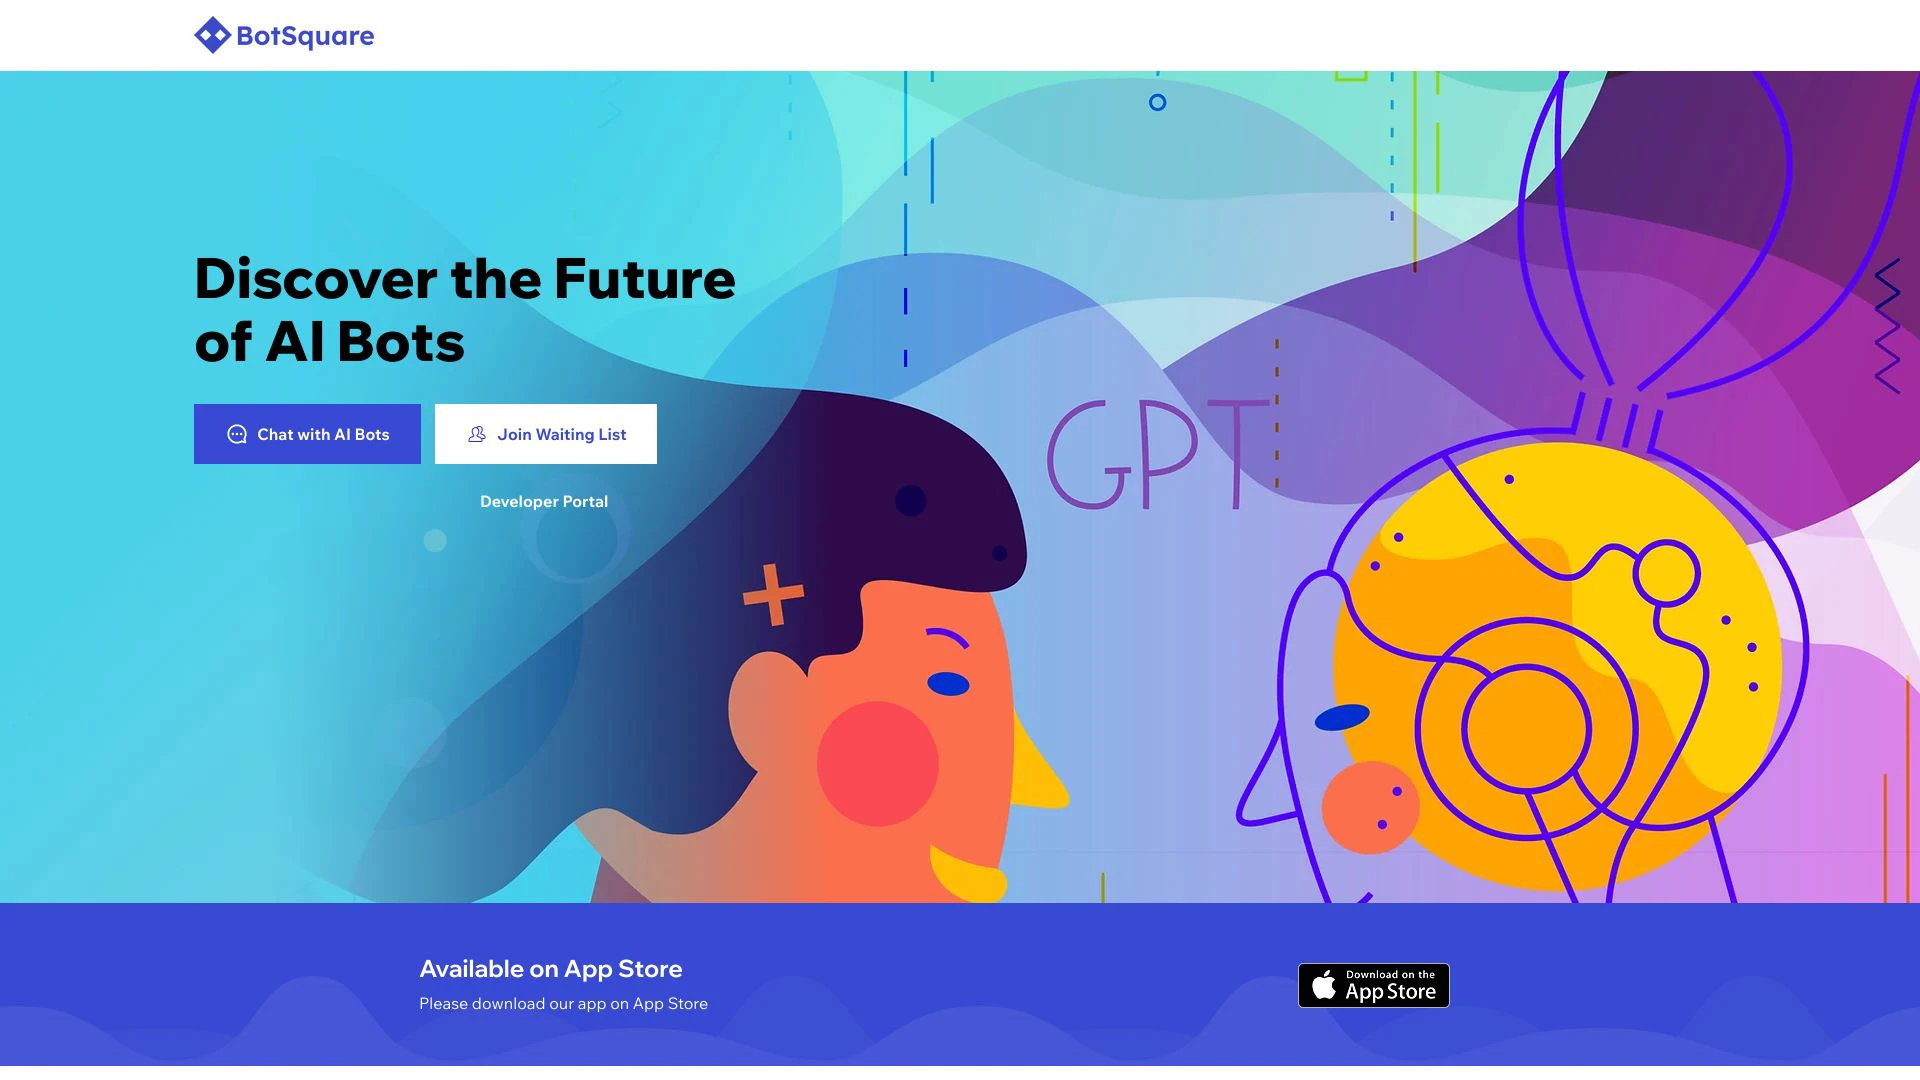 BotSquare
Discover the Future
of AI Bots
Chat with AI Bots
Join Waiting List
Developer Portal
GPT
Available on App Store
Please download our app on App Store
Download on the
App Store